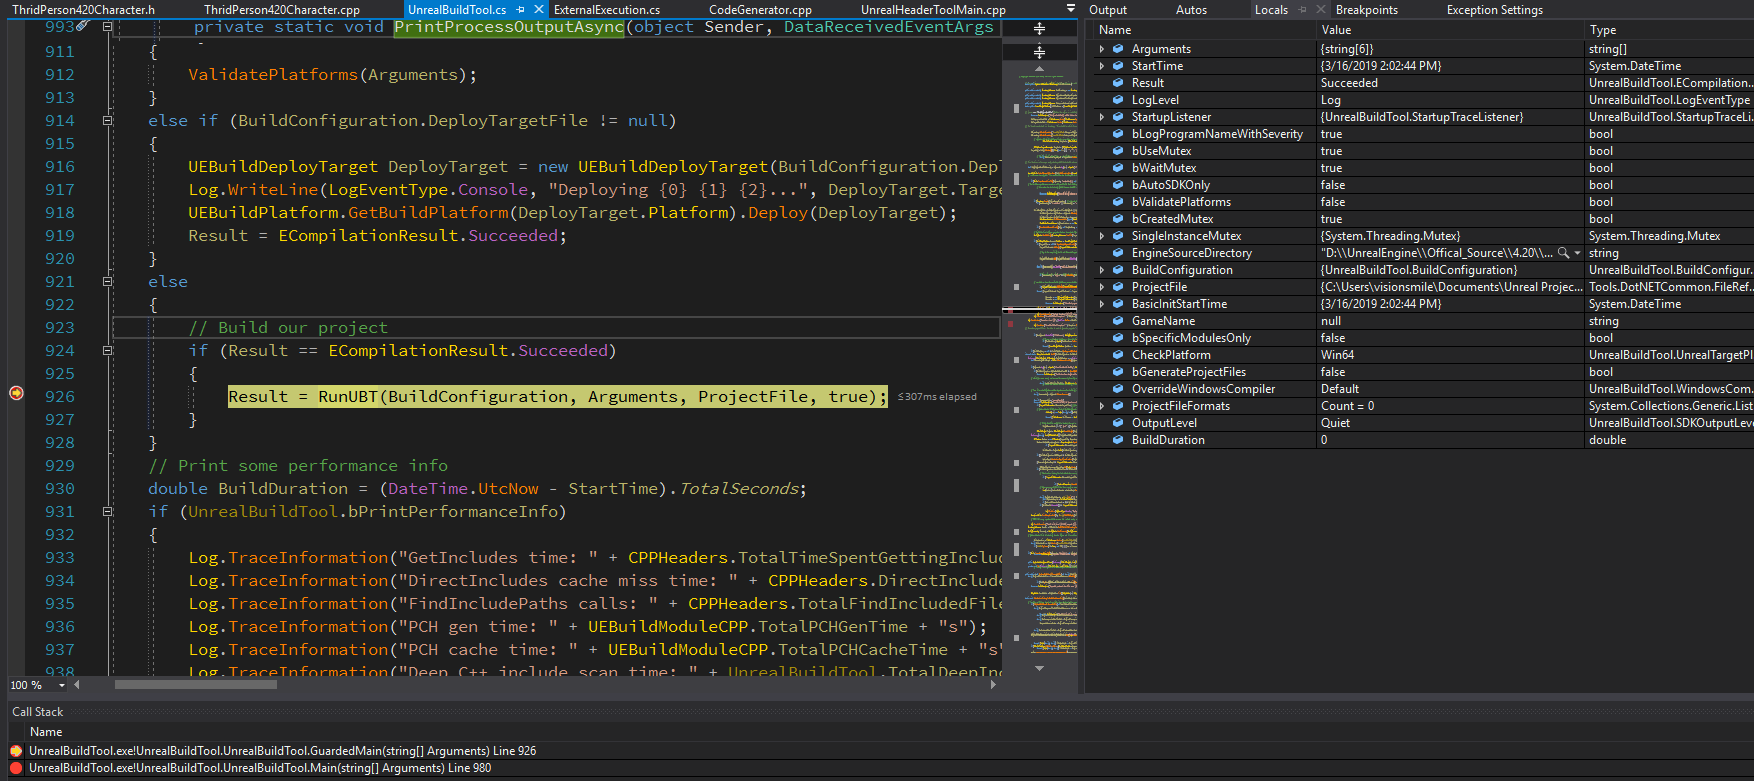 ThridPerson420Character.h ThridPerson420Character.cpp UnrealBuildTool.cs ExternalExecution.cs CodeGenerator.cpp UnrealHeaderToolMain.cpp
993 private static void PrintProcessOutputAsync(object Sender, DataReceivedEventArgs
911 {
912 ValidatePlatforms(Arguments);
913 }
914 else if (BuildConfiguration.DeployTargetFile != null)
915 {
916 UEBuildDeployTarget DeployTarget = new UEBuildDeployTarget(BuildConfiguration.Depl
917 Log.WriteLine(LogEventType.Console, "Deploying {0} {1} {2}...", DeployTarget.Targe
918 UEBuildPlatform.GetBuildPlatform(DeployTarget.Platform).Deploy(DeployTarget);
919 Result = ECompilationResult.Succeeded;
920 }
921 else
922 {
923 // Build our project
924 if (Result == ECompilationResult.Succeeded)
925 {
926 Result = RunUBT(BuildConfiguration, Arguments, ProjectFile, true); ≤307ms elapsed
927 }
928 }
929 // Print some performance info
930 double BuildDuration = (DateTime.UtcNow - StartTime).TotalSeconds;
931 if (UnrealBuildTool.bPrintPerformanceInfo)
932 {
933 Log.TraceInformation("GetIncludes time: " + CPPHeaders.TotalTimeSpentGettingInclud
934 Log.TraceInformation("DirectIncludes cache miss time: " + CPPHeaders.DirectInclude
935 Log.TraceInformation("FindIncludePaths calls: " + CPPHeaders.TotalFindIncludedFile
936 Log.TraceInformation("PCH gen time: " + UEBuildModuleCPP.TotalPCHGenTime + "s");
937 Log.TraceInformation("PCH cache time: " + UEBuildModuleCPP.TotalPCHCacheTime + "s"
938 Log.TraceInformation("Deep C++ include scan time: " + UnrealBuildTool.TotalDeepInc
100 %
Output Autos Locals Breakpoints Exception Settings
Name Value Type
Arguments {string[6]} string[]
StartTime {3/16/2019 2:02:44 PM} System.DateTime
Result Succeeded UnrealBuildTool.ECompilation...
LogLevel Log UnrealBuildTool.LogEventType
StartupListener {UnrealBuildTool.StartupTraceListener} UnrealBuildTool.StartupTraceLi...
bLogProgramNameWithSeverity true bool
bUseMutex true bool
bWaitMutex true bool
bAutoSDKOnly false bool
bValidatePlatforms false bool
bCreatedMutex true bool
SingleInstanceMutex {System.Threading.Mutex} System.Threading.Mutex
EngineSourceDirectory "D:\\UnrealEngine\\Offical_Source\\4.20\\... string
BuildConfiguration {UnrealBuildTool.BuildConfiguration} UnrealBuildTool.BuildConfigur...
ProjectFile {C:\Users\visionsmile\Documents\Unreal Projec... Tools.DotNETCommon.FileRef...
BasicInitStartTime {3/16/2019 2:02:44 PM} System.DateTime
GameName null string
bSpecificModulesOnly false bool
CheckPlatform Win64 UnrealBuildTool.UnrealTargetPl
bGenerateProjectFiles false bool
OverrideWindowsCompiler Default UnrealBuildTool.WindowsCom...
ProjectFileFormats Count = 0 System.Collections.Generic.List
OutputLevel Quiet UnrealBuildTool.SDKOutputLeve
BuildDuration 0 double
Call Stack
Name
UnrealBuildTool.exe!UnrealBuildTool.UnrealBuildTool.GuardedMain(string[] Arguments) Line 926
UnrealBuildTool.exe!UnrealBuildTool.UnrealBuildTool.Main(string[] Arguments) Line 980